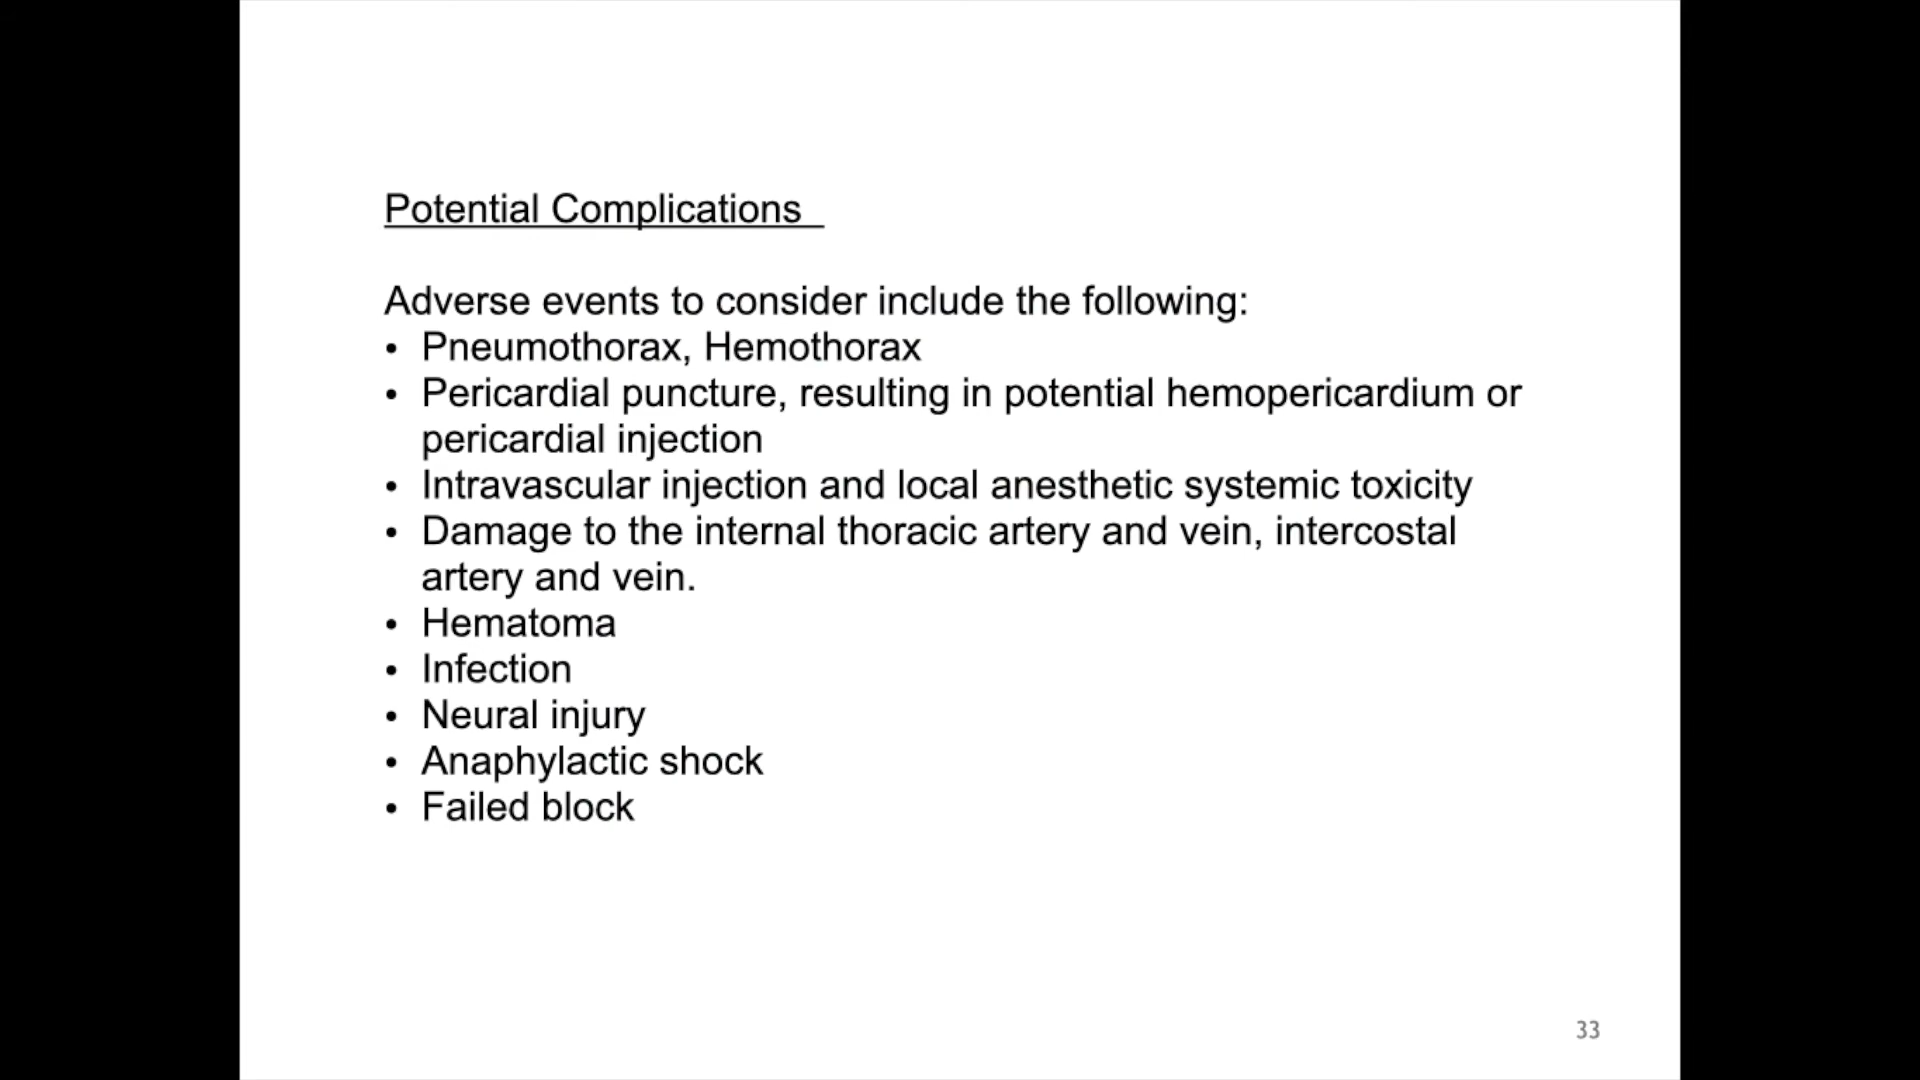 Potential Complications
Adverse events to consider include the following:
• Pneumothorax, Hemothorax
• Pericardial puncture, resulting in potential hemopericardium or
pericardial injection
• Intravascular injection and local anesthetic systemic toxicity
• Damage to the internal thoracic artery and vein, intercostal
artery and vein.
• Hematoma
• Infection
• Neural injury
• Anaphylactic shock
• Failed block
33